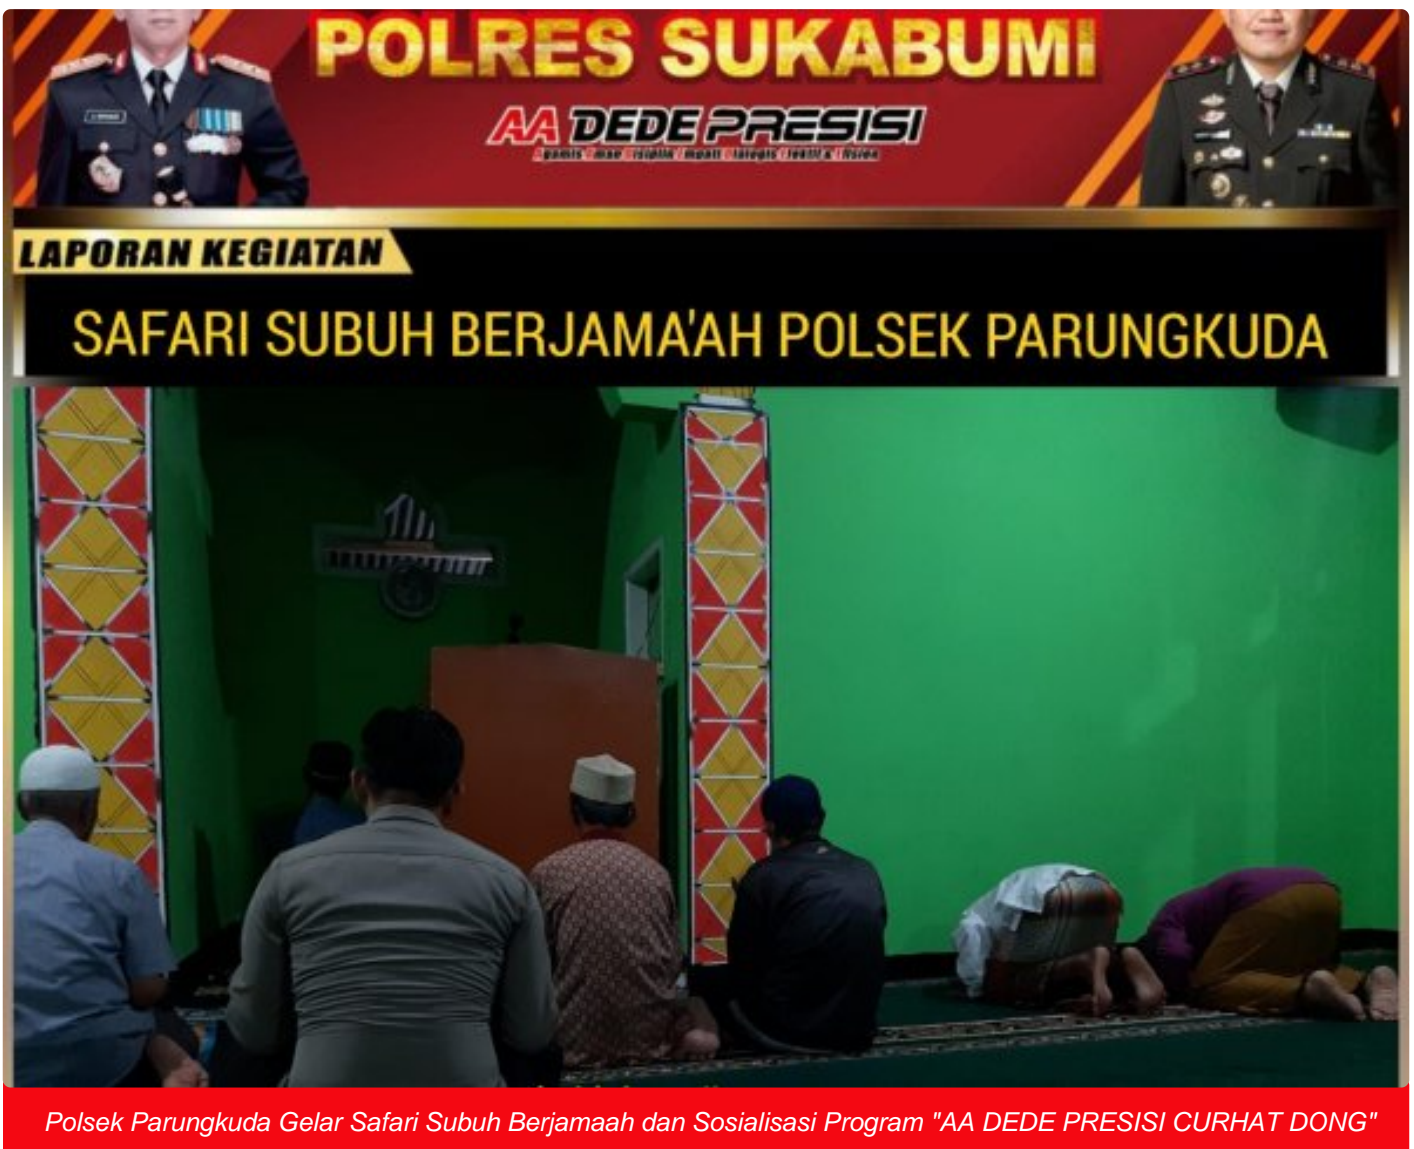 POLRES SUKABUMI
AA DEDE PRESISI
LAPORAN KEGIATAN
SAFARI SUBUH BERJAMA'AH POLSEK PARUNGKUDA
Polsek Parungkuda Gelar Safari Subuh Berjamaah dan Sosialisasi Program "AA DEDE PRESISI CURHAT DONG"